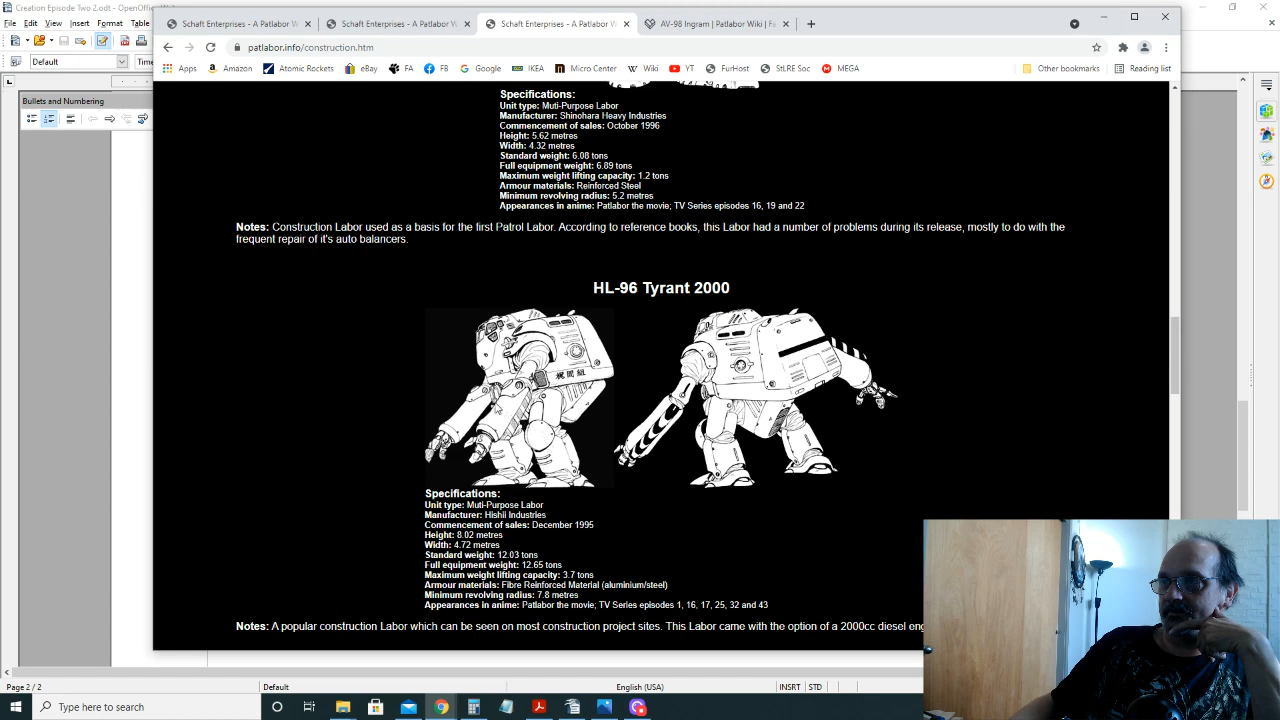 Creation Episode Two 2.odt - OpenOffice W
Schaft Enterprises - A Patlabor W
Schaft Enterprises - A Patlabor W
Schaft Enterprises - A Patlabor W
AV-98 Ingram | Patlabor Wiki | Fa
File Edit View Insert Format Table
patlabor.info/construction.htm
Apps Amazon Atomic Rockets eBay FA FB Google IKEA Micro Center Wiki YT FurHost StLRE Soc MEGA Other bookmarks Reading list
Default
Bullets and Numbering
Specifications:
Unit type: Muti-Purpose Labor
Manufacturer: Shinohara Heavy Industries
Commencement of sales: October 1996
Height: 5.62 metres
Width: 4.32 metres
Standard weight: 6.08 tons
Full equipment weight: 6.89 tons
Maximum weight lifting capacity: 1.2 tons
Armour materials: Reinforced Steel
Minimum revolving radius: 5.2 metres
Appearances in anime: Patlabor the movie; TV Series episodes 16, 19 and 22
Notes: Construction Labor used as a basis for the first Patrol Labor. According to reference books, this Labor had a number of problems during its release, mostly to do with the
frequent repair of it's auto balancers.
HL-96 Tyrant 2000
Specifications:
Unit type: Muti-Purpose Labor
Manufacturer: Hishii Industries
Commencement of sales: December 1995
Height: 8.02 metres
Width: 4.72 metres
Standard weight: 12.03 tons
Full equipment weight: 12.65 tons
Maximum weight lifting capacity: 3.7 tons
Armour materials: Fibre Reinforced Material (aluminium/steel)
Minimum revolving radius: 7.8 metres
Appearances in anime: Patlabor the movie; TV Series episodes 1, 16, 17, 25, 32 and 43
Notes: A popular construction Labor which can be seen on most construction project sites. This Labor came with the option of a 2000cc diesel eng
Page 2 / 2 Default English (USA) INSRT STD
Type here to search